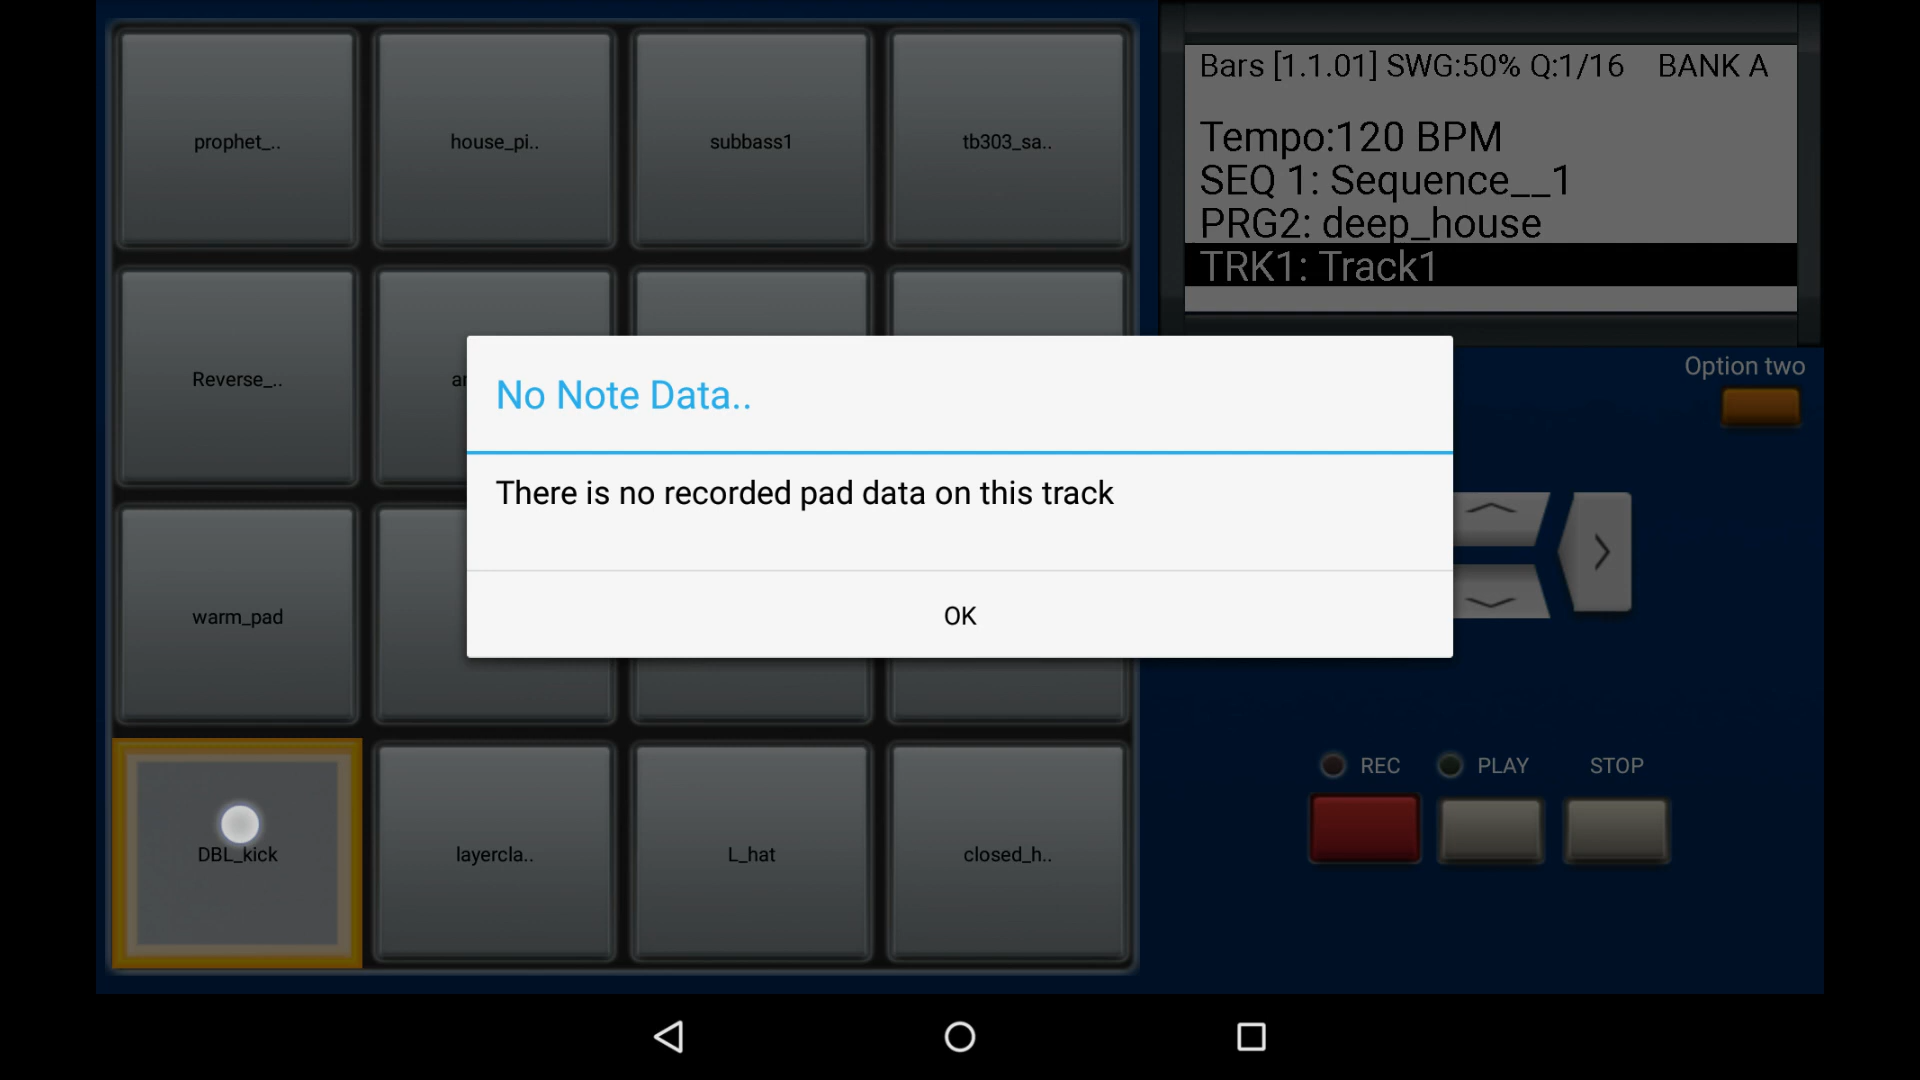 prophet_..
house_pi..
subbass1
tb303_sa..
Bars [1.1.01] SWG:50% Q:1/16 BANK A
Tempo:120 BPM
SEQ 1: Sequence__1
PRG2: deep_house
TRK1: Track1
Option two
Reverse_..
No Note Data..
There is no recorded pad data on this track
OK
warm_pad
REC
PLAY
STOP
DBL_kick
layercla..
L_hat
closed_h..